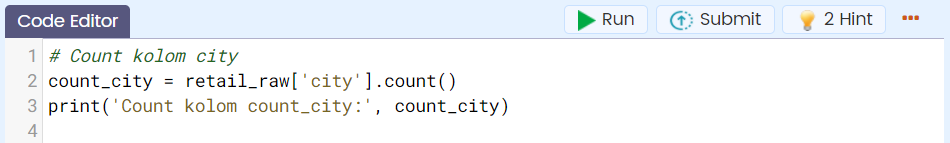 Code Editor Run Submit 2 Hint
1 # Count kolom city
2 count_city = retail_raw['city'].count()
3 print('Count kolom count_city:', count_city)
4